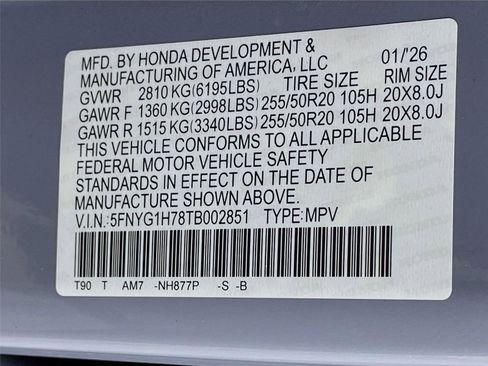 MFD. BY HONDA DEVELOPMENT & 01/26
MANUFACTURING OF AMERICA, LLC
GVWR 2810 KG(6195LBS) TIRE SIZE RIM SIZE
GAWR F 1360 KG(2998LBS) 255/50R20 105H 20X8.0J
GAWR R 1515 KG(3340LBS) 255/50R20 105H 20X8.0J
THIS VEHICLE CONFORMS TO ALL APPLICABLE
FEDERAL MOTOR VEHICLE SAFETY
STANDARDS IN EFFECT ON THE DATE OF
MANUFACTURE SHOWN ABOVE.
V.I.N.:5FNYG1H78TB002851 TYPE:MPV
T90 T AM7 -NH877P -S -B